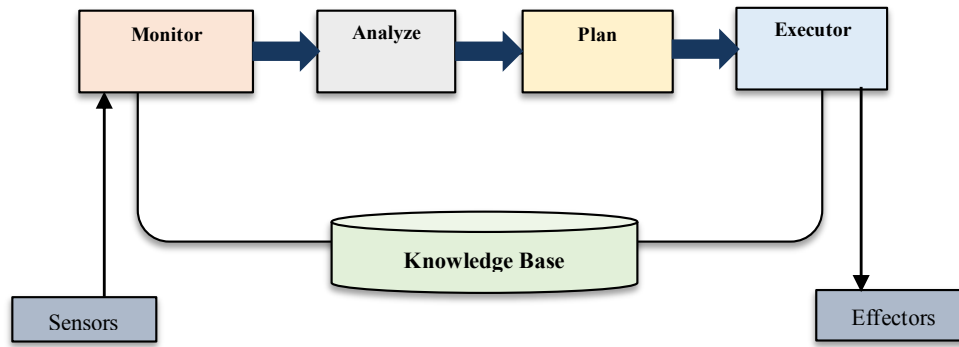 Monitor
Analyze
Plan
Executor
Knowledge Base
Sensors
Effectors